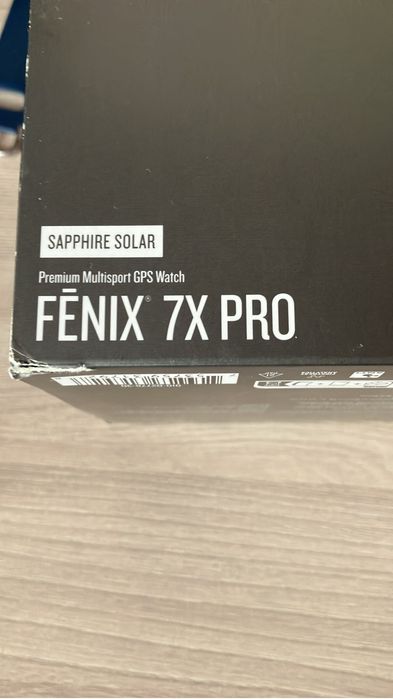 SAPPHIRE SOLAR
Premium Multisport GPS Watch
FĒNIX® 7X PRO